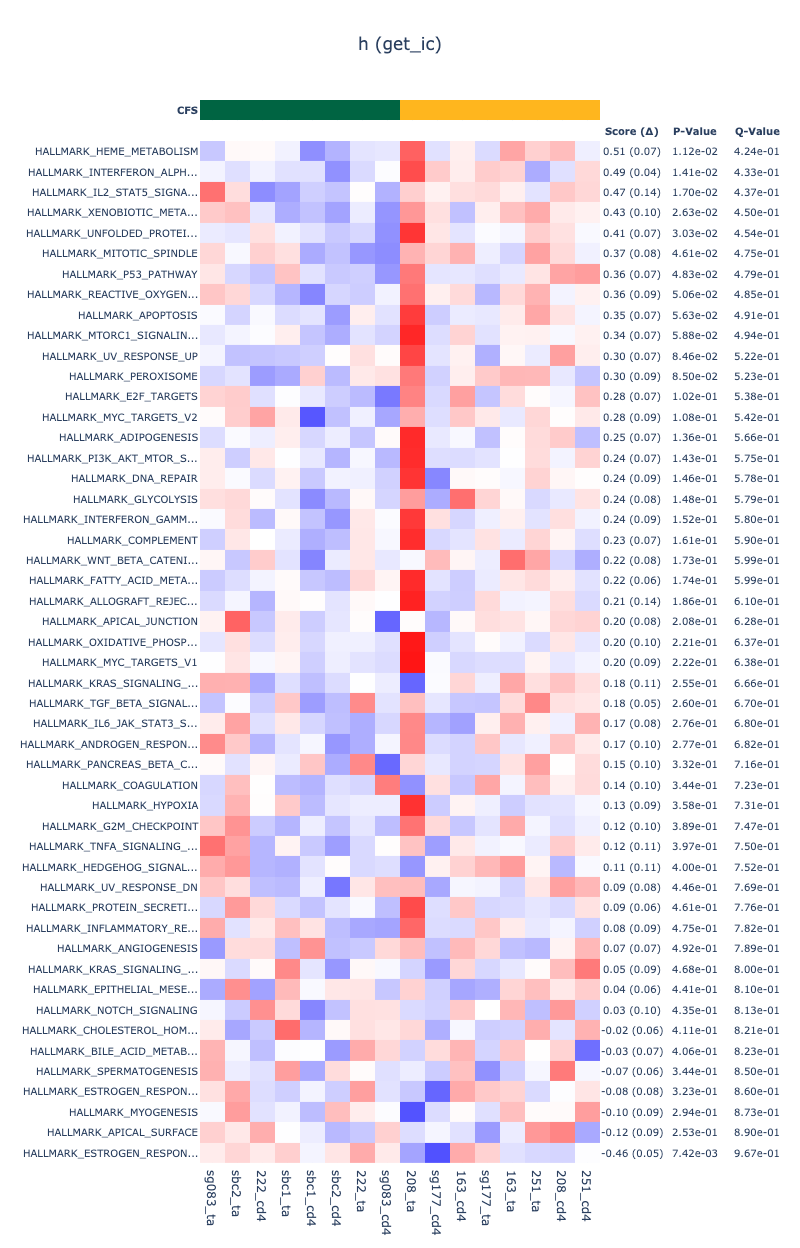 h (get_ic)
CFS
Score (Δ) P-Value Q-Value
HALLMARK_HEME_METABOLISM 0.51 (0.07) 1.12e-02 4.24e-01
HALLMARK_INTERFERON_ALPH... 0.49 (0.04) 1.41e-02 4.33e-01
HALLMARK_IL2_STAT5_SIGNA... 0.47 (0.14) 1.70e-02 4.37e-01
HALLMARK_XENOBIOTIC_META... 0.43 (0.10) 2.63e-02 4.50e-01
HALLMARK_UNFOLDED_PROTEI... 0.41 (0.07) 3.03e-02 4.54e-01
HALLMARK_MITOTIC_SPINDLE 0.37 (0.08) 4.61e-02 4.75e-01
HALLMARK_P53_PATHWAY 0.36 (0.07) 4.83e-02 4.79e-01
HALLMARK_REACTIVE_OXYGEN... 0.36 (0.09) 5.06e-02 4.85e-01
HALLMARK_APOPTOSIS 0.35 (0.07) 5.63e-02 4.91e-01
HALLMARK_MTORC1_SIGNALIN... 0.34 (0.07) 5.88e-02 4.94e-01
HALLMARK_UV_RESPONSE_UP 0.30 (0.07) 8.46e-02 5.22e-01
HALLMARK_PEROXISOME 0.30 (0.09) 8.50e-02 5.23e-01
HALLMARK_E2F_TARGETS 0.28 (0.07) 1.02e-01 5.38e-01
HALLMARK_MYC_TARGETS_V2 0.28 (0.09) 1.08e-01 5.42e-01
HALLMARK_ADIPOGENESIS 0.25 (0.07) 1.36e-01 5.66e-01
HALLMARK_PI3K_AKT_MTOR_S... 0.24 (0.07) 1.43e-01 5.75e-01
HALLMARK_DNA_REPAIR 0.24 (0.09) 1.46e-01 5.78e-01
HALLMARK_GLYCOLYSIS 0.24 (0.08) 1.48e-01 5.79e-01
HALLMARK_INTERFERON_GAMM... 0.24 (0.09) 1.52e-01 5.80e-01
HALLMARK_COMPLEMENT 0.23 (0.07) 1.61e-01 5.90e-01
HALLMARK_WNT_BETA_CATENI... 0.22 (0.08) 1.73e-01 5.99e-01
HALLMARK_FATTY_ACID_META... 0.22 (0.06) 1.74e-01 5.99e-01
HALLMARK_ALLOGRAFT_REJEC... 0.21 (0.14) 1.86e-01 6.10e-01
HALLMARK_APICAL_JUNCTION 0.20 (0.08) 2.08e-01 6.28e-01
HALLMARK_OXIDATIVE_PHOSP... 0.20 (0.10) 2.21e-01 6.37e-01
HALLMARK_MYC_TARGETS_V1 0.20 (0.09) 2.22e-01 6.38e-01
HALLMARK_KRAS_SIGNALING_... 0.18 (0.11) 2.55e-01 6.66e-01
HALLMARK_TGF_BETA_SIGNAL... 0.18 (0.05) 2.60e-01 6.70e-01
HALLMARK_IL6_JAK_STAT3_S... 0.17 (0.08) 2.76e-01 6.80e-01
HALLMARK_ANDROGEN_RESPON... 0.17 (0.10) 2.77e-01 6.82e-01
HALLMARK_PANCREAS_BETA_C... 0.15 (0.10) 3.32e-01 7.16e-01
HALLMARK_COAGULATION 0.14 (0.10) 3.44e-01 7.23e-01
HALLMARK_HYPOXIA 0.13 (0.09) 3.58e-01 7.31e-01
HALLMARK_G2M_CHECKPOINT 0.12 (0.10) 3.89e-01 7.47e-01
HALLMARK_TNFA_SIGNALING_... 0.12 (0.11) 3.97e-01 7.50e-01
HALLMARK_HEDGEHOG_SIGNAL... 0.11 (0.11) 4.00e-01 7.52e-01
HALLMARK_UV_RESPONSE_DN 0.09 (0.08) 4.46e-01 7.69e-01
HALLMARK_PROTEIN_SECRETI... 0.09 (0.06) 4.61e-01 7.76e-01
HALLMARK_INFLAMMATORY_RE... 0.08 (0.09) 4.75e-01 7.82e-01
HALLMARK_ANGIOGENESIS 0.07 (0.07) 4.92e-01 7.89e-01
HALLMARK_KRAS_SIGNALING_... 0.05 (0.09) 4.68e-01 8.00e-01
HALLMARK_EPITHELIAL_MESE... 0.04 (0.06) 4.41e-01 8.10e-01
HALLMARK_NOTCH_SIGNALING 0.03 (0.10) 4.35e-01 8.13e-01
HALLMARK_CHOLESTEROL_HOM... -0.02 (0.06) 4.11e-01 8.21e-01
HALLMARK_BILE_ACID_METAB... -0.03 (0.07) 4.06e-01 8.23e-01
HALLMARK_SPERMATOGENESIS -0.07 (0.06) 3.44e-01 8.50e-01
HALLMARK_ESTROGEN_RESPON... -0.08 (0.08) 3.23e-01 8.60e-01
HALLMARK_MYOGENESIS -0.10 (0.09) 2.94e-01 8.73e-01
HALLMARK_APICAL_SURFACE -0.12 (0.09) 2.53e-01 8.90e-01
HALLMARK_ESTROGEN_RESPON... -0.46 (0.05) 7.42e-03 9.67e-01
sg083_ta
sbc2_ta
222_cd4
sbc1_ta
sbc1_cd4
sbc2_cd4
222_ta
sg083_cd4
208_ta
sg177_cd4
163_cd4
sg177_ta
163_ta
251_ta
208_cd4
251_cd4